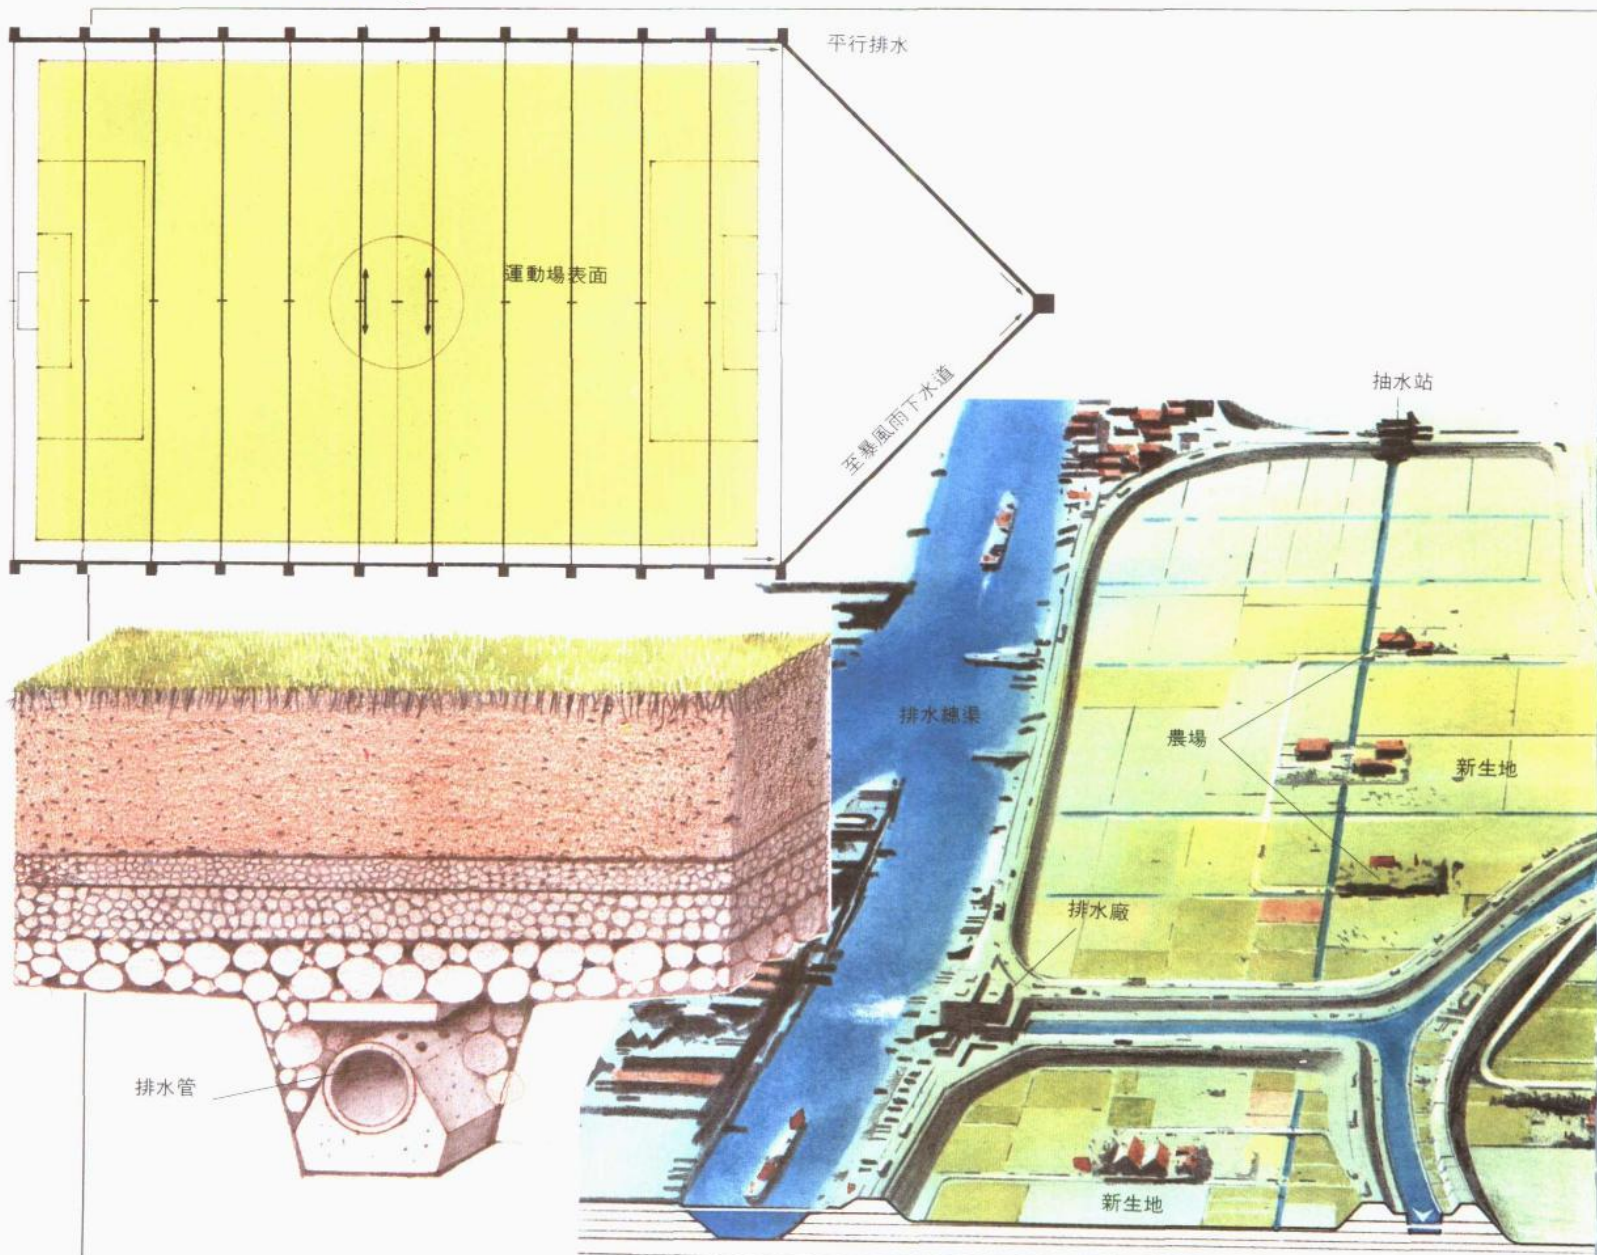 平行排水
運動場表面
至暴風雨下水道
抽水站
排水總渠
農場
新生地
排水廠
排水管
新生地